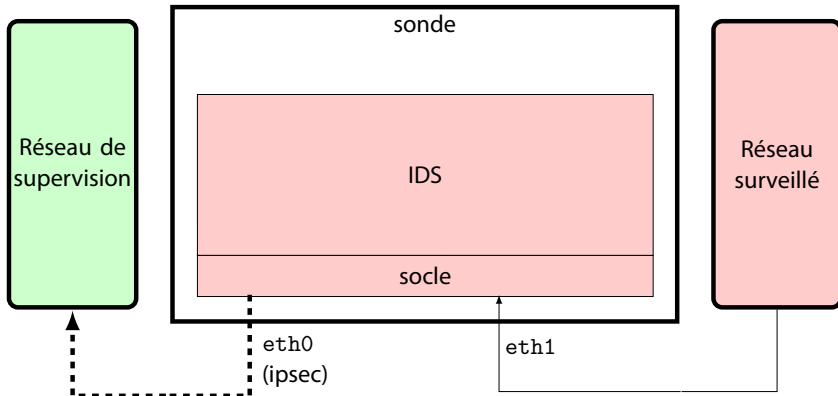 sonde
Réseau de
supervision
IDS
Réseau
surveillé
socle
eth0
(ipsec)
eth1